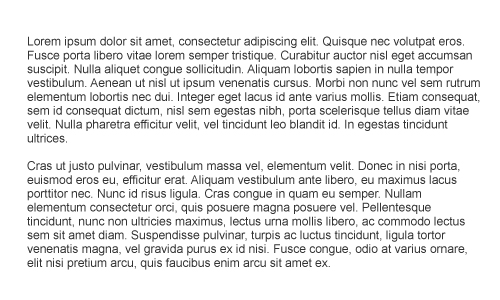 Lorem ipsum dolor sit amet, consectetur adipiscing elit. Quisque nec volutpat eros.
Fusce porta libero vitae lorem semper tristique. Curabitur auctor nisl eget accumsan
suscipit. Nulla aliquet congue sollicitudin. Aliquam lobortis sapien in nulla tempor
vestibulum. Aenean ut nisl ut ipsum venenatis cursus. Morbi non nunc vel sem rutrum
elementum lobortis nec dui. Integer eget lacus id ante varius mollis. Etiam consequat,
sem id consequat dictum, nisl sem egestas nibh, porta scelerisque tellus diam vitae
velit. Nulla pharetra efficitur velit, vel tincidunt leo blandit id. In egestas tincidunt
ultrices.
Cras ut justo pulvinar, vestibulum massa vel, elementum velit. Donec in nisi porta,
euismod eros eu, efficitur erat. Aliquam vestibulum ante libero, eu maximus lacus
porttitor nec. Nunc id risus ligula. Cras congue in quam eu semper. Nullam
elementum consectetur orci, quis posuere magna posuere vel. Pellentesque
tincidunt, nunc non ultricies maximus, lectus urna mollis libero, ac commodo lectus
sem sit amet diam. Suspendisse pulvinar, turpis ac luctus tincidunt, ligula tortor
venenatis magna, vel gravida purus ex id nisi. Fusce congue, odio at varius ornare,
elit nisi pretium arcu, quis faucibus enim arcu sit amet ex.